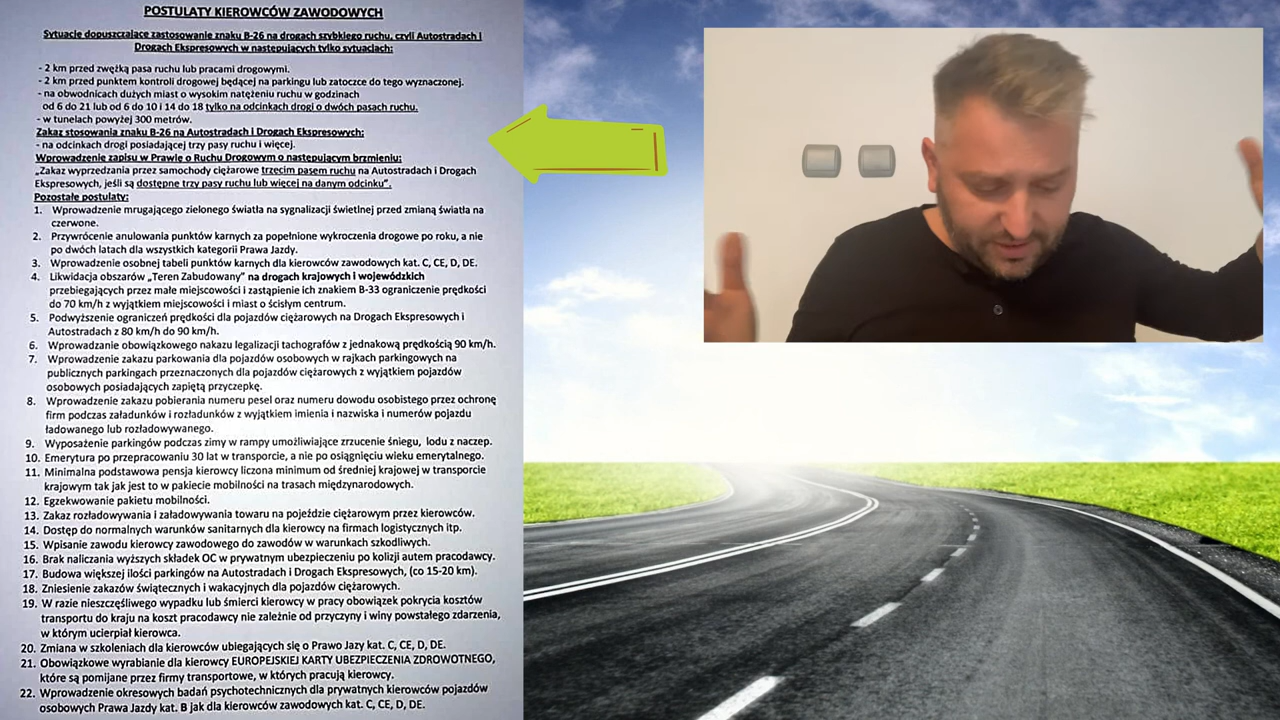 POSTULATY KIEROWCÓW ZAWODOWYCH
Sytuacje dopuszczające zastosowanie znaku B-26 na drogach szybkiego ruchu, czyli Autostradach i
Drogach Ekspresowych w następujących tylko sytuacjach:
- 2 km przed zwężką pasa ruchu lub pracami drogowymi.
- 2 km przed punktem kontroli drogowej będącej na parkingu lub zatoczce do tego wyznaczonej.
- na obwodnicach dużych miast o wysokim natężeniu ruchu w godzinach
od 6 do 21 lub od 6 do 10 i 14 do 18 tylko na odcinkach drogi o dwóch pasach ruchu.
- w tunelach powyżej 300 metrów.
Zakaz stosowania znaku B-26 na Autostradach i Drogach Ekspresowych:
- na odcinkach drogi posiadającej trzy pasy ruchu i więcej.
Wprowadzenie zapisu w Prawie o Ruchu Drogowym o następującym brzmieniu:
„Zakaz wyprzedzania przez samochody ciężarowe trzecim pasem ruchu na Autostradach i Drogach
Ekspresowych, jeśli są dostępne trzy pasy ruchu lub więcej na danym odcinku”.
Pozostałe postulaty:
1. Wprowadzenie mrugającego zielonego światła na sygnalizacji świetlnej przed zmianą światła na
czerwone.
2. Przywrócenie anulowania punktów karnych za popełnione wykroczenia drogowe po roku, a nie
po dwóch latach dla wszystkich kategorii Prawa Jazdy.
3. Wprowadzenie osobnej tabeli punktów karnych dla kierowców zawodowych kat. C, CE, D, DE.
4. Likwidacja obszarów „Teren Zabudowany” na drogach krajowych i wojewódzkich
przebiegających przez małe miejscowości i zastąpienie ich znakiem B-33 ograniczenie prędkości
do 70 km/h z wyjątkiem miejscowości i miast o ścisłym centrum.
5. Podwyższenie ograniczeń prędkości dla pojazdów ciężarowych na Drogach Ekspresowych i
Autostradach z 80 km/h do 90 km/h.
6. Wprowadzanie obowiązkowego nakazu legalizacji tachografów z jednakową prędkością 90 km/h.
7. Wprowadzenie zakazu parkowania dla pojazdów osobowych w rajkach parkingowych na
publicznych parkingach przeznaczonych dla pojazdów ciężarowych z wyjątkiem pojazdów
osobowych posiadających zapiętą przyczepkę.
8. Wprowadzenie zakazu pobierania numeru pesel oraz numeru dowodu osobistego przez ochronę
firm podczas załadunków i rozładunków z wyjątkiem imienia i nazwiska i numerów pojazdu
ładowanego lub rozładowywanego.
9. Wyposażenie parkingów podczas zimy w rampy umożliwiające zrzucenie śniegu, lodu z naczep.
10. Emerytura po przepracowaniu 30 lat w transporcie, a nie po osiągnięciu wieku emerytalnego.
11. Minimalna podstawowa pensja kierowcy liczona minimum od średniej krajowej w transporcie
krajowym tak jak jest to w pakiecie mobilności na trasach międzynarodowych.
12. Egzekwowanie pakietu mobilności.
13. Zakaz rozładowywania i załadowywania towaru na pojeździe ciężarowym przez kierowców.
14. Dostęp do normalnych warunków sanitarnych dla kierowcy na firmach logistycznych itp.
15. Wpisanie zawodu kierowcy zawodowego do zawodów w warunkach szkodliwych.
16. Brak naliczania wyższych składek OC w prywatnym ubezpieczeniu po kolizji autem pracodawcy.
17. Budowa większej ilości parkingów na Autostradach i Drogach Ekspresowych, (co 15-20 km).
18. Zniesienie zakazów świątecznych i wakacyjnych dla pojazdów ciężarowych.
19. W razie nieszczęśliwego wypadku lub śmierci kierowcy w pracy obowiązek pokrycia kosztów
transportu do kraju na koszt pracodawcy nie zależnie od przyczyny i winy powstałego zdarzenia,
w którym ucierpiał kierowca.
20. Zmiana w szkoleniach dla kierowców ubiegających się o Prawo Jazy kat. C, CE, D, DE.
21. Obowiązkowe wyrabianie dla kierowcy EUROPEJSKIEJ KARTY UBEZPIECZENIA ZDROWOTNEGO,
które są pomijane przez firmy transportowe, w których pracują kierowcy.
22. Wprowadzenie okresowych badań psychotechnicznych dla prywatnych kierowców pojazdów
osobowych Prawa Jazdy kat. B jak dla kierowców zawodowych kat. C, CE, D, DE.